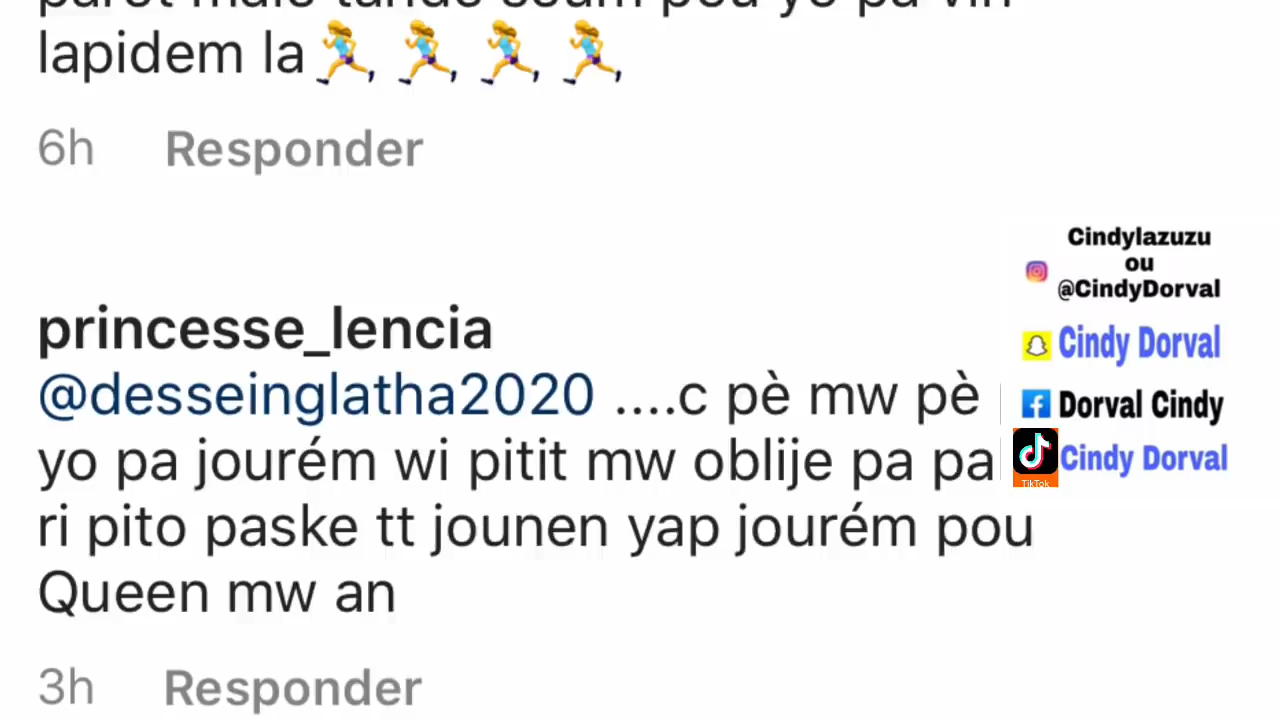 lapidem la🏃‍♀️🏃‍♀️🏃‍♀️🏃‍♀️
6h Responder
princesse_lencia
@desseinglatha2020 ....c pè mw pè
yo pa jourém wi pitit mw oblije pa pa
ri pito paske tt jounen yap jourém pou
Queen mw an
3h Responder
Cindylazuzu
ou
@CindyDorval
Cindy Dorval
Dorval Cindy
Cindy Dorval
TikTok